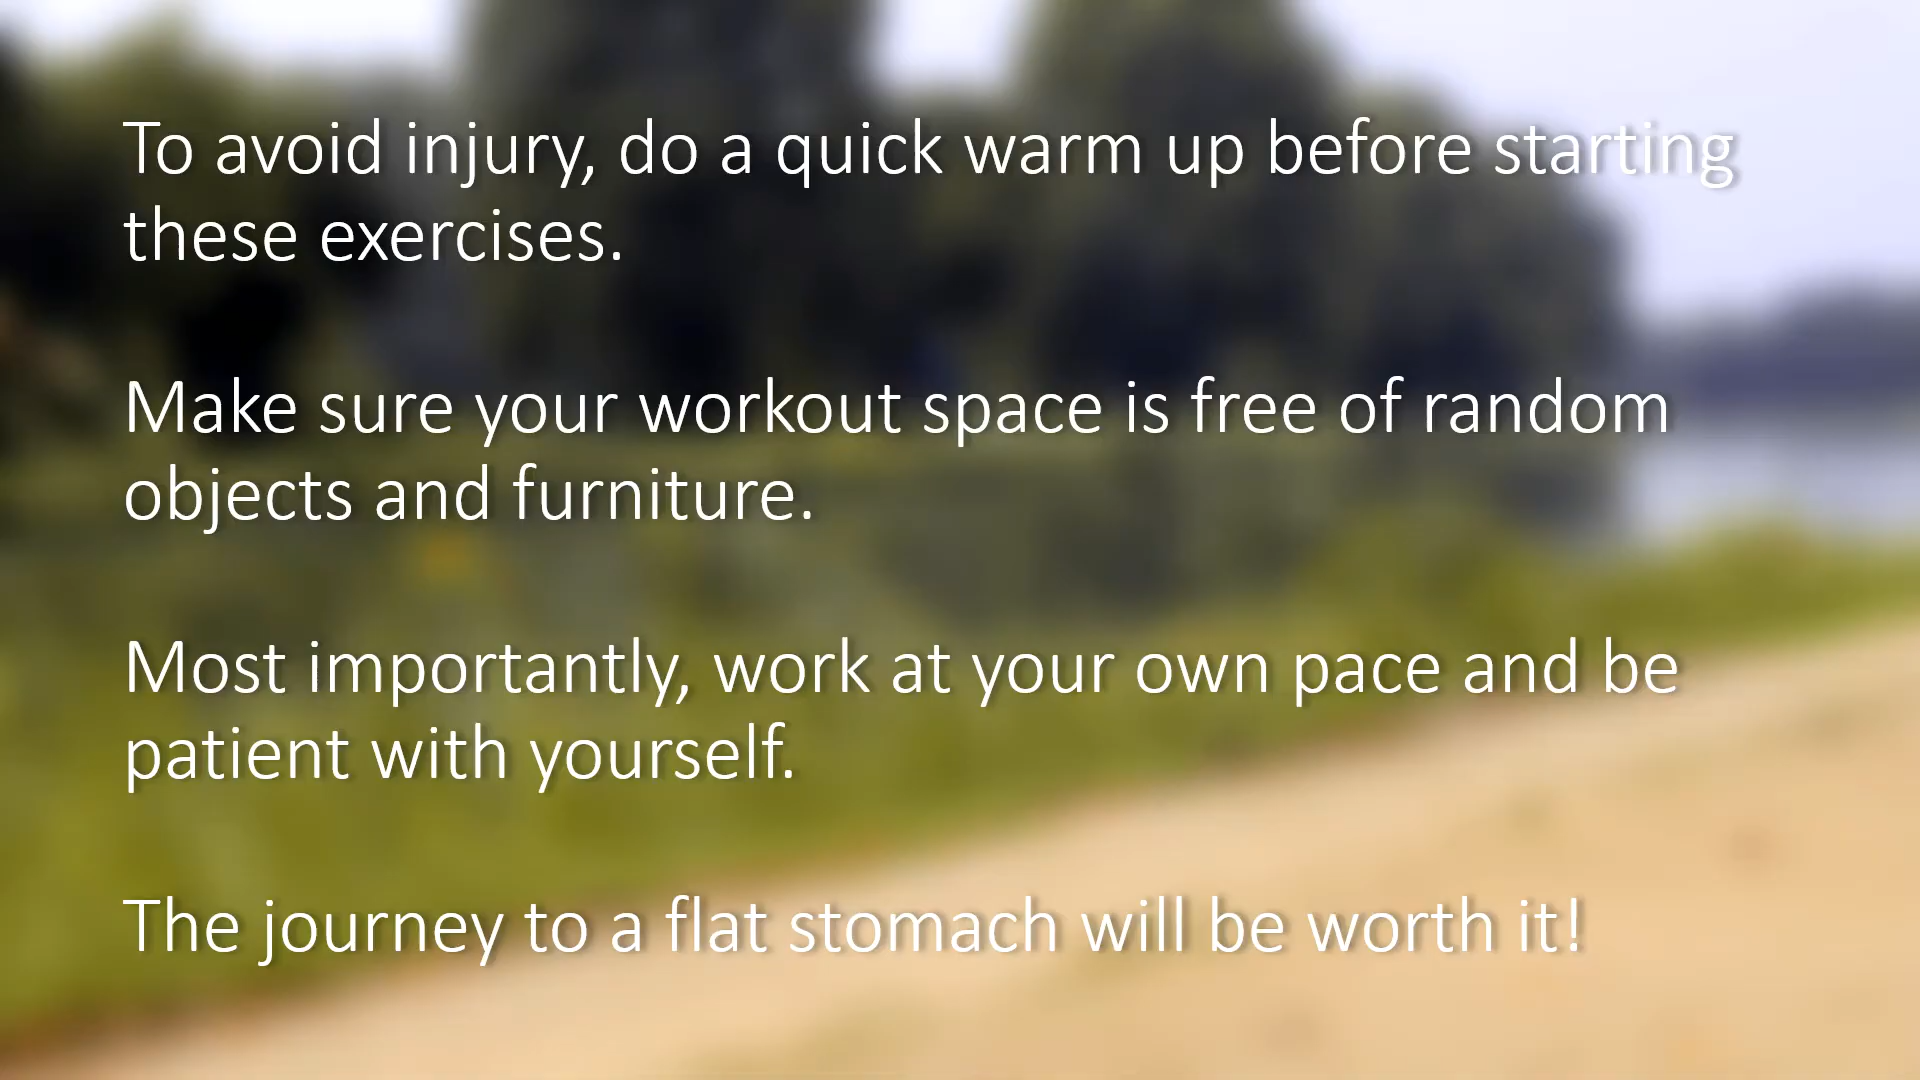 To avoid injury, do a quick warm up before starting
these exercises.
Make sure your workout space is free of random
objects and furniture.
Most importantly, work at your own pace and be
patient with yourself.
The journey to a flat stomach will be worth it!